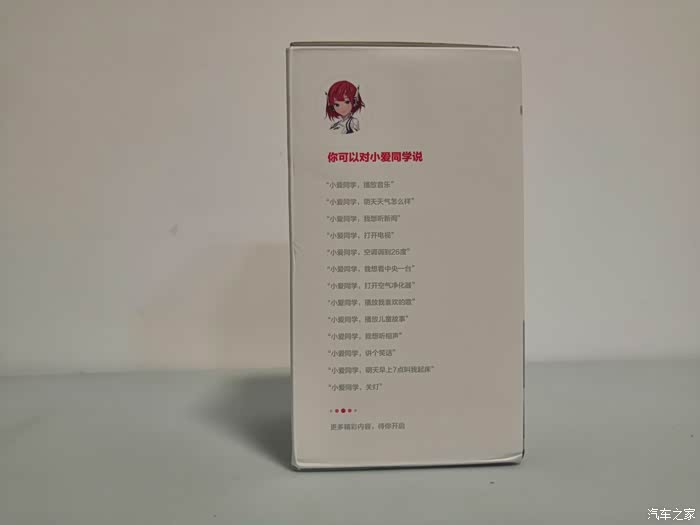 你可以对小爱同学说
“小爱同学，播放音乐”
“小爱同学，明天天气怎么样”
“小爱同学，我想听新闻”
“小爱同学，打开电视”
“小爱同学，空调调到26度”
“小爱同学，我想看中央一台”
“小爱同学，打开空气净化器”
“小爱同学，播放我喜欢的歌”
“小爱同学，播放儿童故事”
“小爱同学，我想听相声”
“小爱同学，讲个笑话”
“小爱同学，明天早上7点叫我起床”
“小爱同学，关灯”
更多精彩内容，待你开启
汽车之家